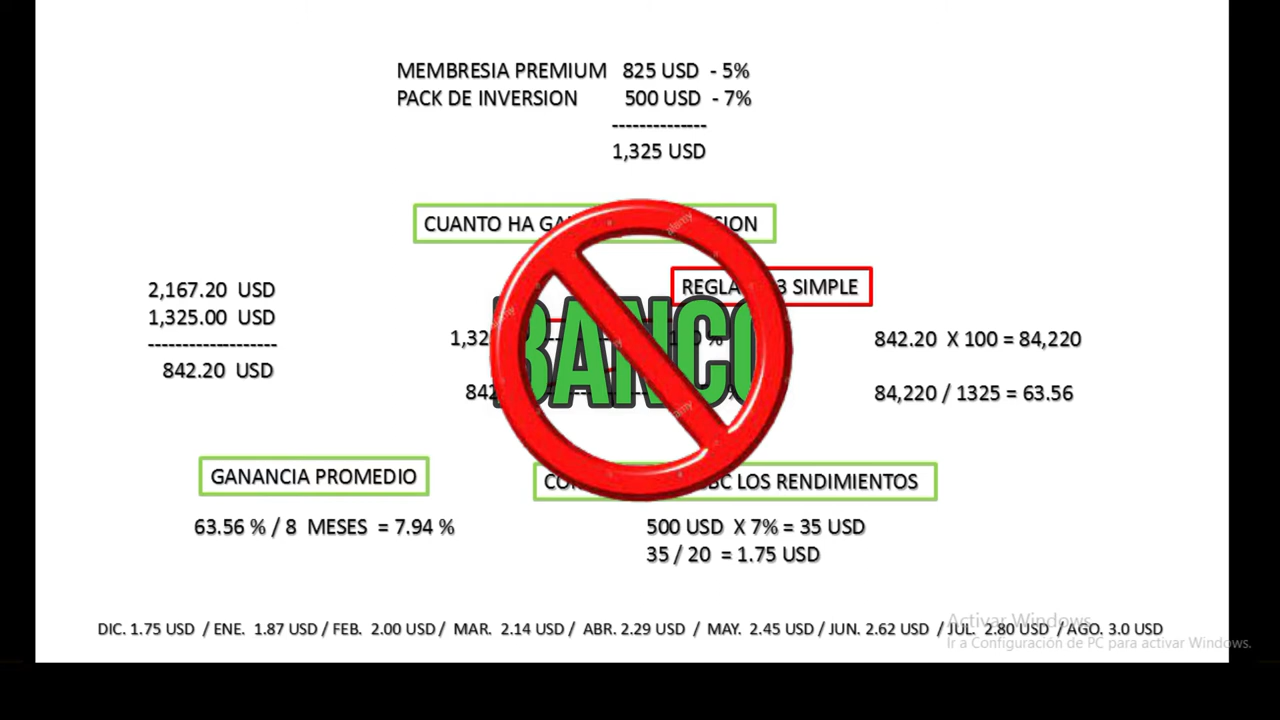 MEMBRESIA PREMIUM 825 USD - 5%
PACK DE INVERSION 500 USD - 7%
--------------
1,325 USD
CUANTO HA
REGLA 3 SIMPLE
2,167.20 USD
1,325.00 USD
-------------------
842.20 USD
BANCO
842.20 X 100 = 84,220
84,220 / 1325 = 63.56
GANANCIA PROMEDIO
LOS RENDIMIENTOS
63.56 % / 8 MESES = 7.94 %
500 USD X 7% = 35 USD
35 / 20 = 1.75 USD
DIC. 1.75 USD / ENE. 1.87 USD / FEB. 2.00 USD / MAR. 2.14 USD / ABR. 2.29 USD / MAY. 2.45 USD / JUN. 2.62 USD / JUL. 2.80 USD / AGO. 3.0 USD
Activar Windows
Ir a Configuración de PC para activar Windows.
alamy
alamy
alamy